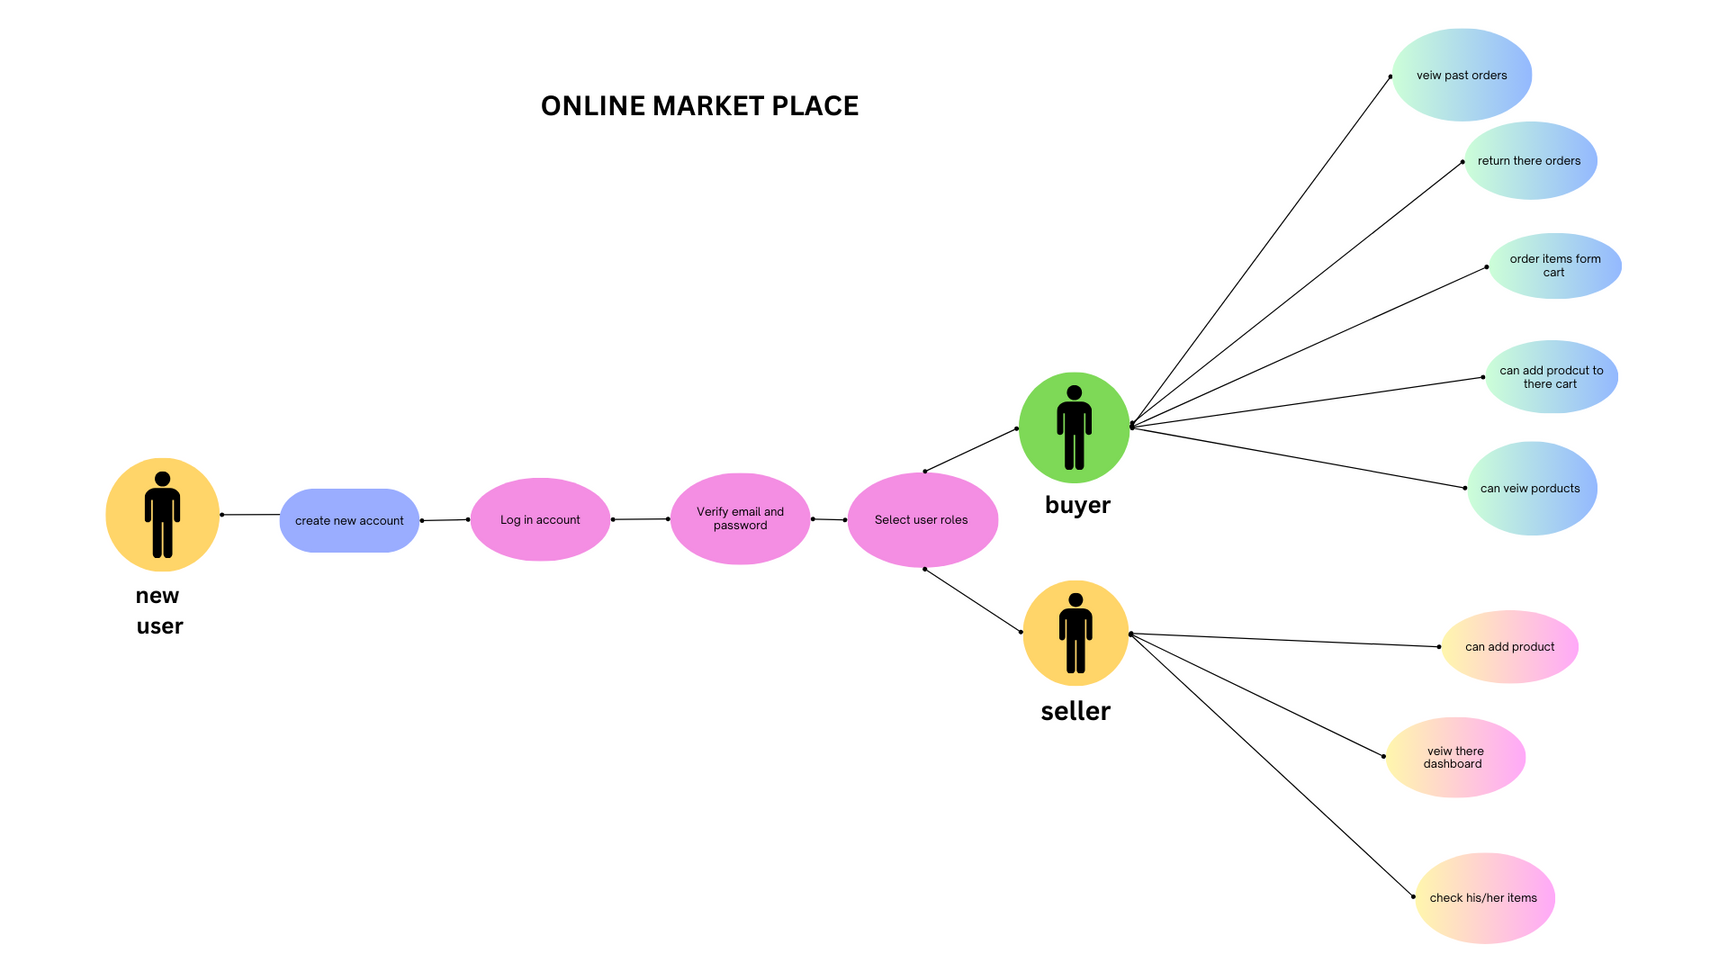 ONLINE MARKET PLACE
new
user
create new account
Log in account
Verify email and
password
Select user roles
buyer
seller
veiw past orders
return there orders
order items form
cart
can add prodcut to
there cart
can veiw porducts
can add product
veiw there
dashboard
check his/her items